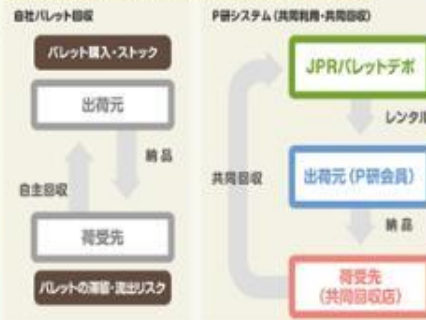 自社パレット回収
パレット購入・ストック
出荷元
納品
自主回収
荷受先
パレットの滞留・流出リスク
P研システム(共同利用・共同回収)
JPRパレットデポ
レンタル
共同回収
出荷元(P研会員)
納品
荷受先
(共同回収店)